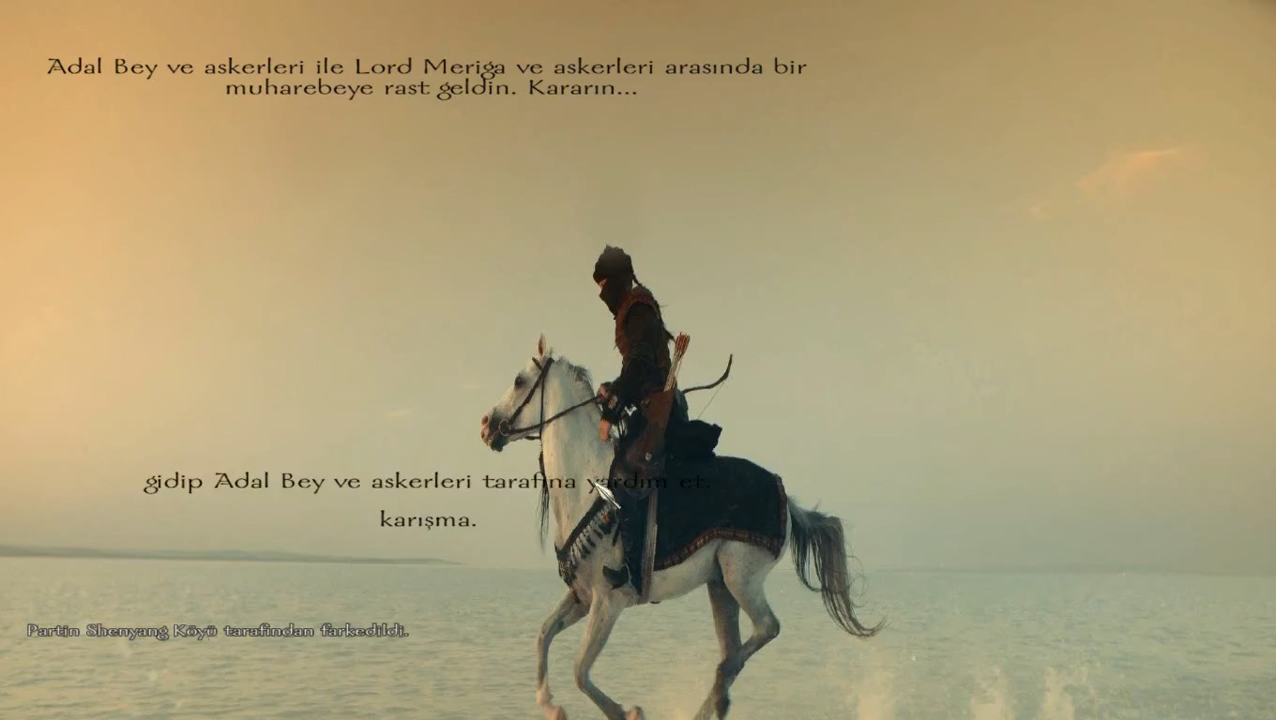 Adal Bey ve askerleri ile Lord Meriga ve askerleri arasında bir
muharebeye rast geldin. Kararın...
gidip Adal Bey ve askerleri tarafına yardım et.
karışma.
Partin Shenyang Köyü tarafından farkedildi.